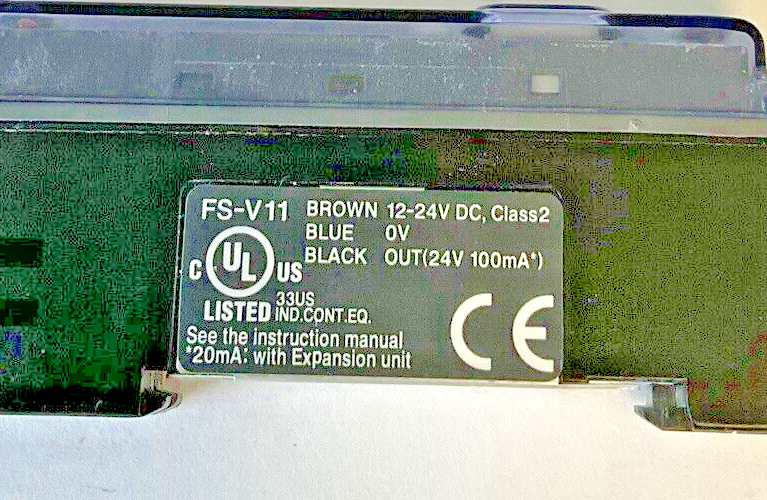 FS-V11 BROWN 12-24V DC, Class2
BLUE 0V
BLACK OUT(24V 100mA*)
C UL US
LISTED 33US
IND.CONT.EQ.
CE
See the instruction manual
*20mA: with Expansion unit